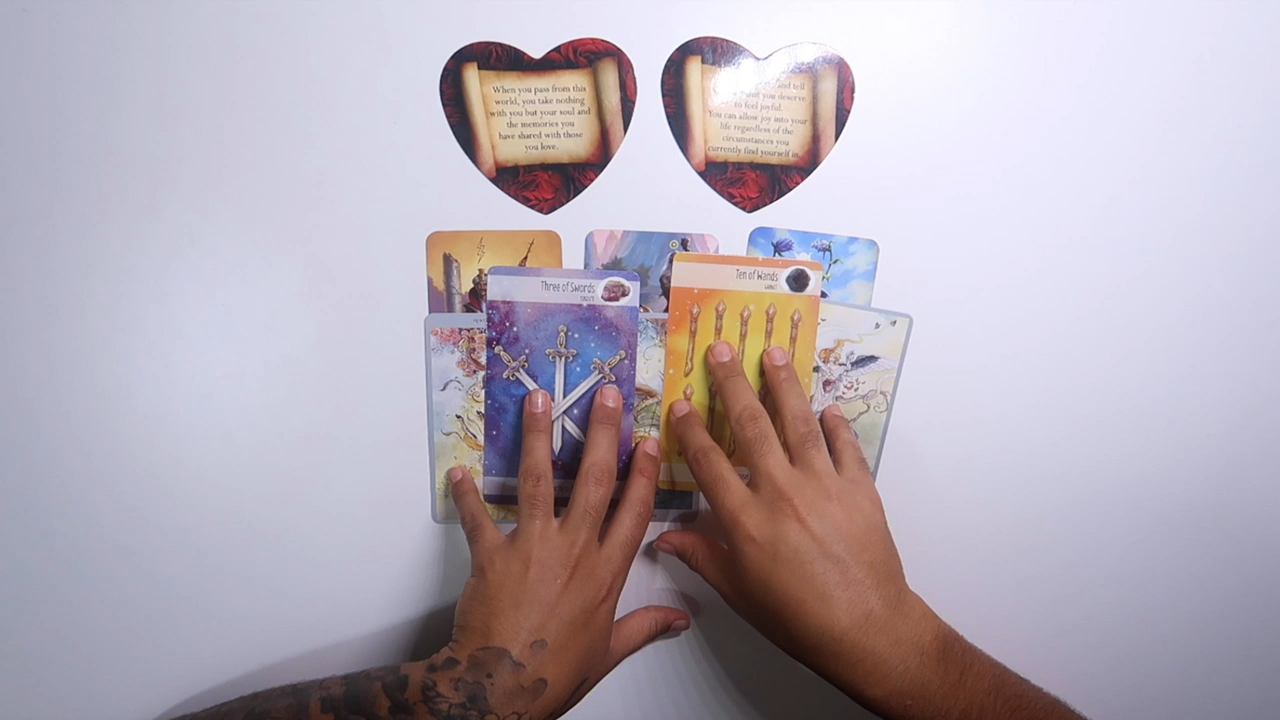 When you pass from this
world, you take nothing
with you but your soul and
the memories you
have shared with those
you love.
and tell
you deserve
to feel joyful.
You can allow joy into your
life regardless of the
circumstances you
currently find yourself in.
Three of Swords
Ten of Wands